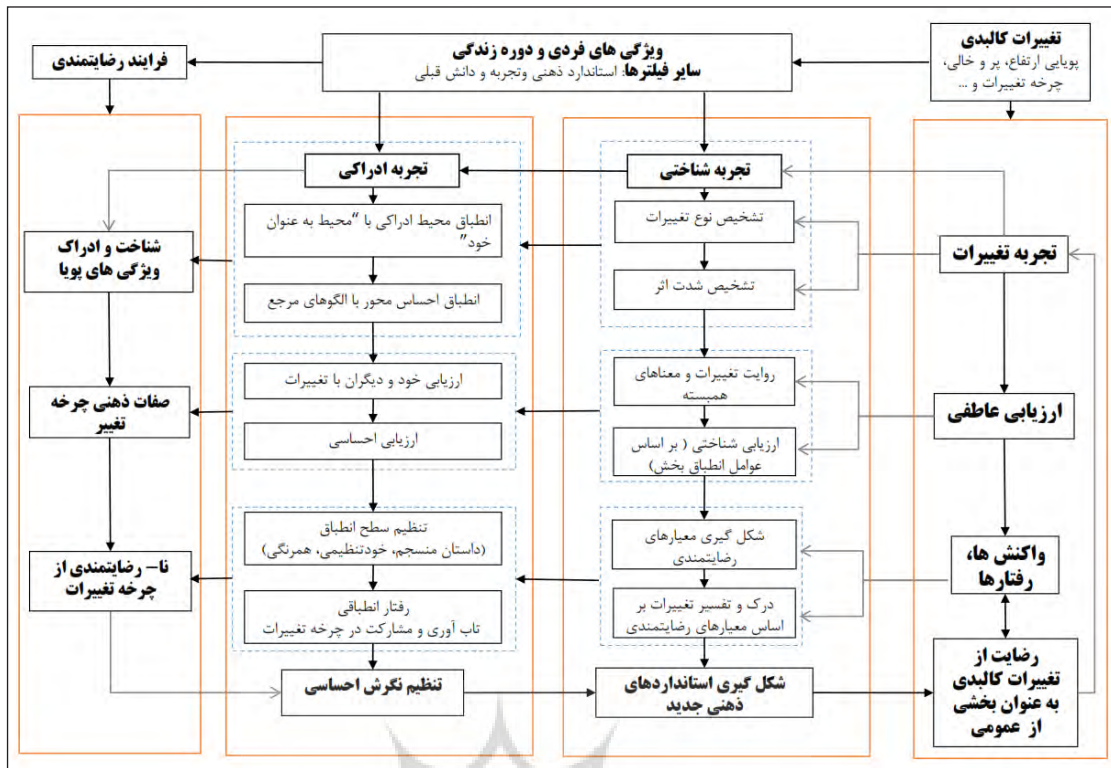 تغییرات کالبدی
پویایی ارتفاع، پر و خالی،
چرخه تغییرات و ...
ویژگی های فردی و دوره زندگی
سایر فیلترها: استاندارد ذهنی وتجربه و دانش قبلی
فرایند رضایتمندی
تجربه تغییرات
ارزیابی عاطفی
واکنش ها،
رفتارها
رضایت از
تغییرات کالبدی
به عنوان بخشی
از عمومی
تجربه شناختی
تشخیص نوع تغییرات
تشخیص شدت اثر
روایت تغییرات و معناهای
همبسته
ارزیابی شناختی ( بر اساس
عوامل انطباق بخش)
شکل گیری معیارهای
رضایتمندی
درک و تفسیر تغییرات بر
اساس معیارهای رضایتمندی
شکل گیری استانداردهای
ذهنی جدید
تجربه ادراکی
انطباق محیط ادراکی با “محیط به عنوان
خود”
انطباق احساس محور با الگوهای مرجع
ارزیابی خود و دیگران با تغییرات
ارزیابی احساسی
تنظیم سطح انطباق
(داستان منسجم، خودتنظیمی، همرنگی)
رفتار انطباقی
تاب آوری و مشارکت در چرخه تغییرات
تنظیم نگرش احساسی
شناخت و ادراک
ویژگی های پویا
صفات ذهنی چرخه
تغییر
نا- رضایتمندی از
چرخه تغییرات